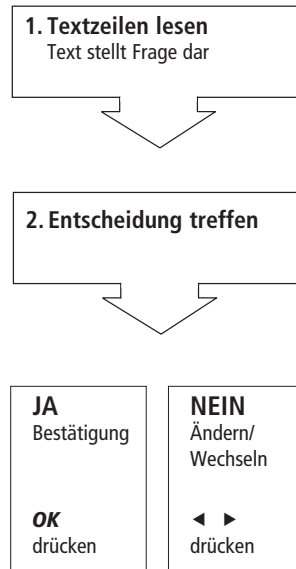 1. Textzeilen lesen
Text stellt Frage dar
2. Entscheidung treffen
JA
Bestätigung
OK
drücken
NEIN
Ändern/
Wechseln
◄ ►
drücken